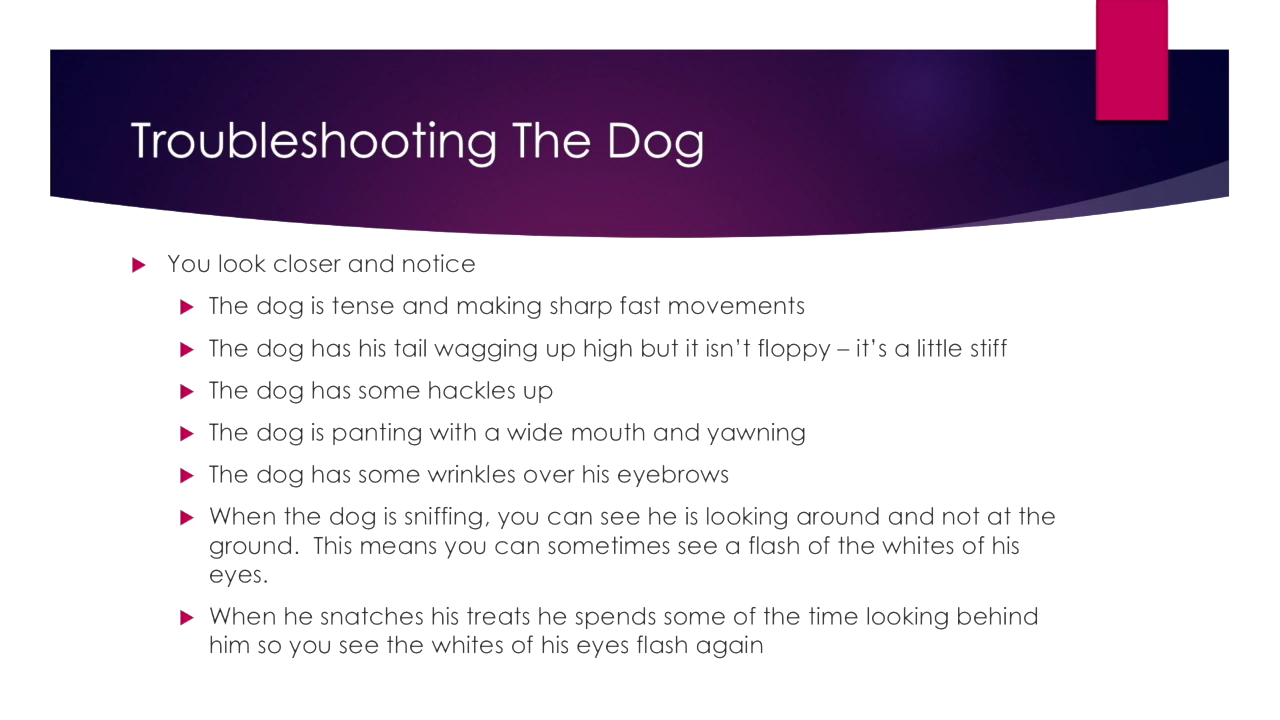 Troubleshooting The Dog
You look closer and notice
The dog is tense and making sharp fast movements
The dog has his tail wagging up high but it isn’t floppy – it’s a little stiff
The dog has some hackles up
The dog is panting with a wide mouth and yawning
The dog has some wrinkles over his eyebrows
When the dog is sniffing, you can see he is looking around and not at the
ground.  This means you can sometimes see a flash of the whites of his
eyes.
When he snatches his treats he spends some of the time looking behind
him so you see the whites of his eyes flash again